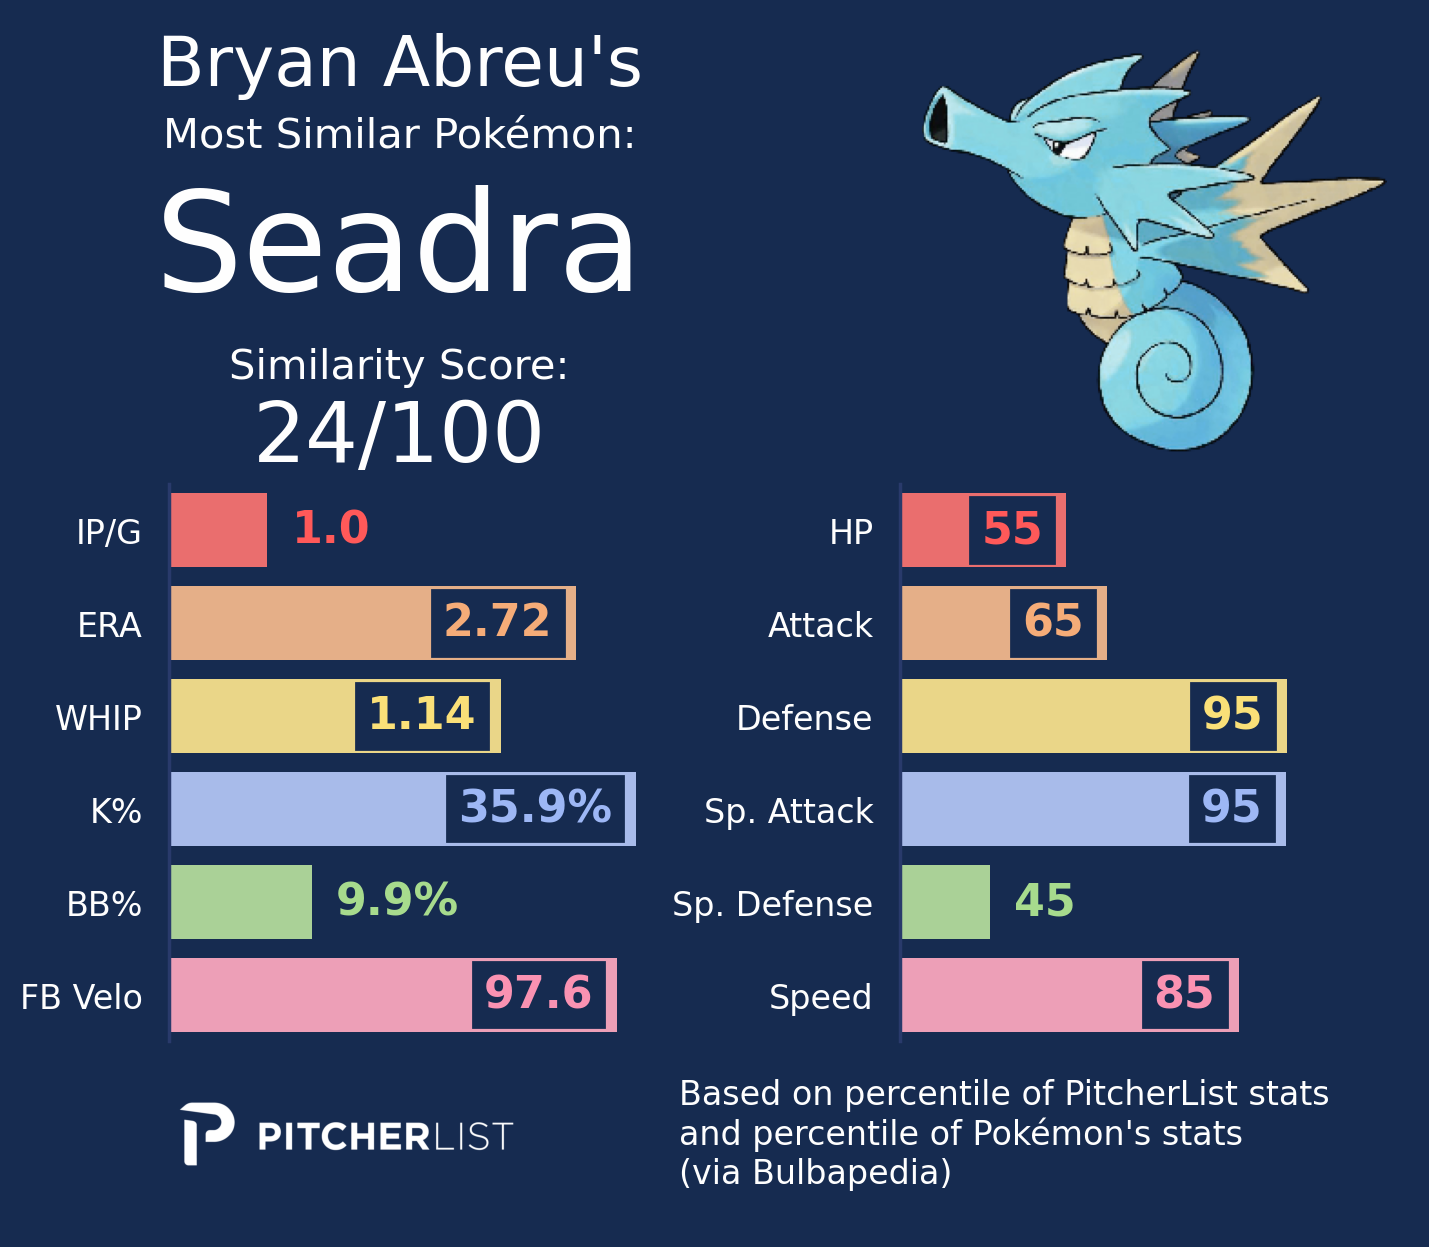 Bryan Abreu's
Most Similar Pokémon:
Seadra
Similarity Score:
24/100
IP/G 1.0
ERA 2.72
WHIP 1.14
K% 35.9%
BB% 9.9%
FB Velo 97.6
HP 55
Attack 65
Defense 95
Sp. Attack 95
Sp. Defense 45
Speed 85
PITCHERLIST
Based on percentile of PitcherList stats
and percentile of Pokémon's stats
(via Bulbapedia)